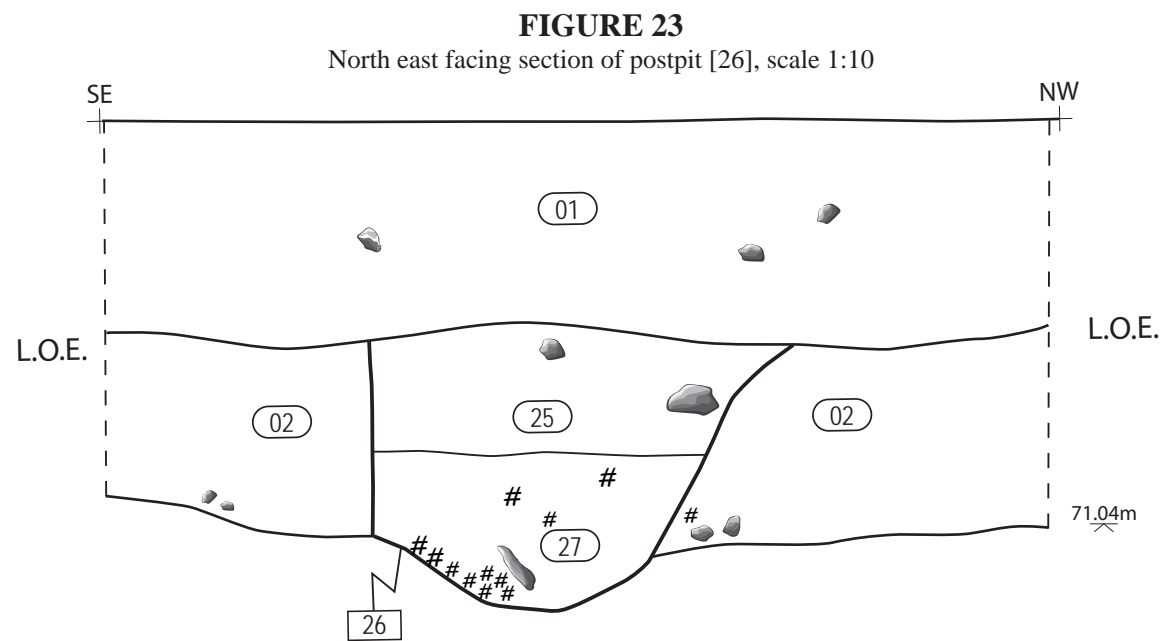 FIGURE 23
North east facing section of postpit [26], scale 1:10
SE
NW
01
L.O.E.
L.O.E.
02
25
02
# #
# #
71.04m
27
# # # # # # # #
26